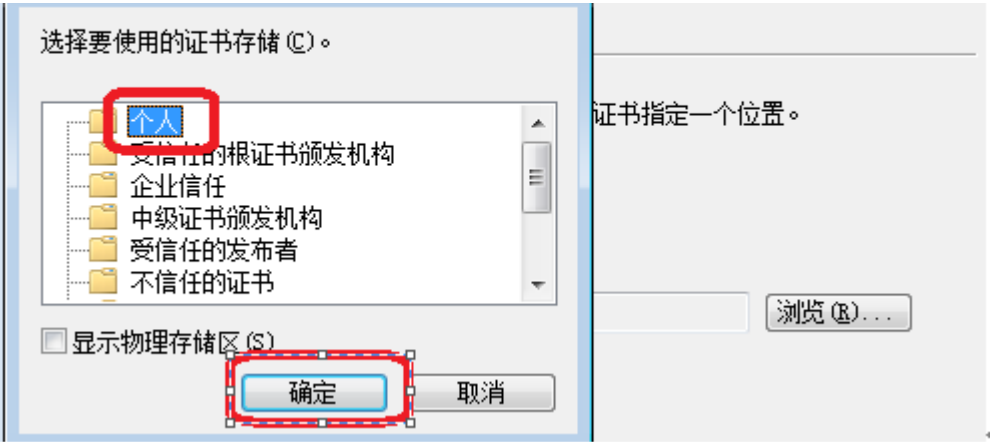 选择要使用的证书存储(C)。
个人
受信任的根证书颁发机构
企业信任
中级证书颁发机构
受信任的发布者
不信任的证书
显示物理存储区(S)
确定
取消
证书指定一个位置。
浏览(R)...